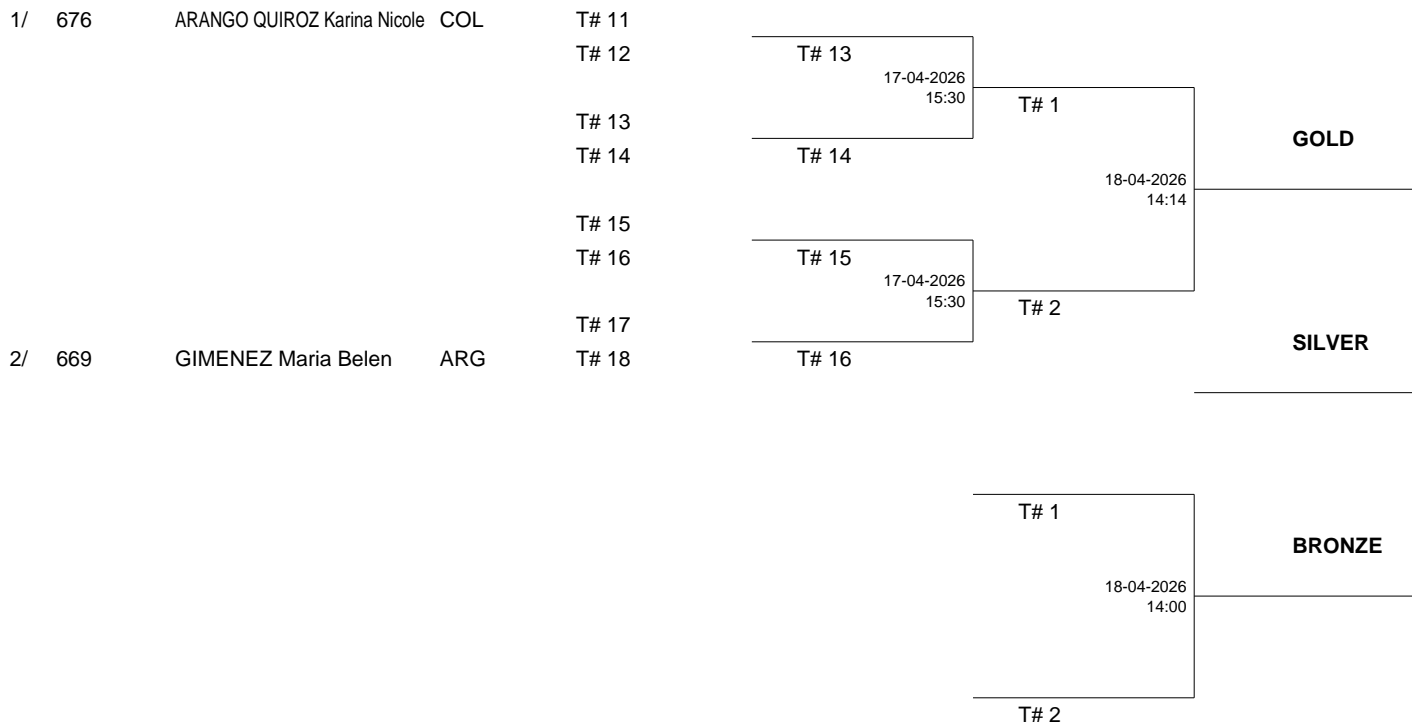 1/ 676 ARANGO QUIROZ Karina Nicole COL T# 11
T# 12 T# 13
17-04-2026
15:30
T# 1
T# 13
GOLD
T# 14 T# 14
18-04-2026
14:14
T# 15
T# 16 T# 15
17-04-2026
15:30
T# 2
T# 17
SILVER
2/ 669 GIMENEZ Maria Belen ARG T# 18 T# 16
T# 1
BRONZE
18-04-2026
14:00
T# 2